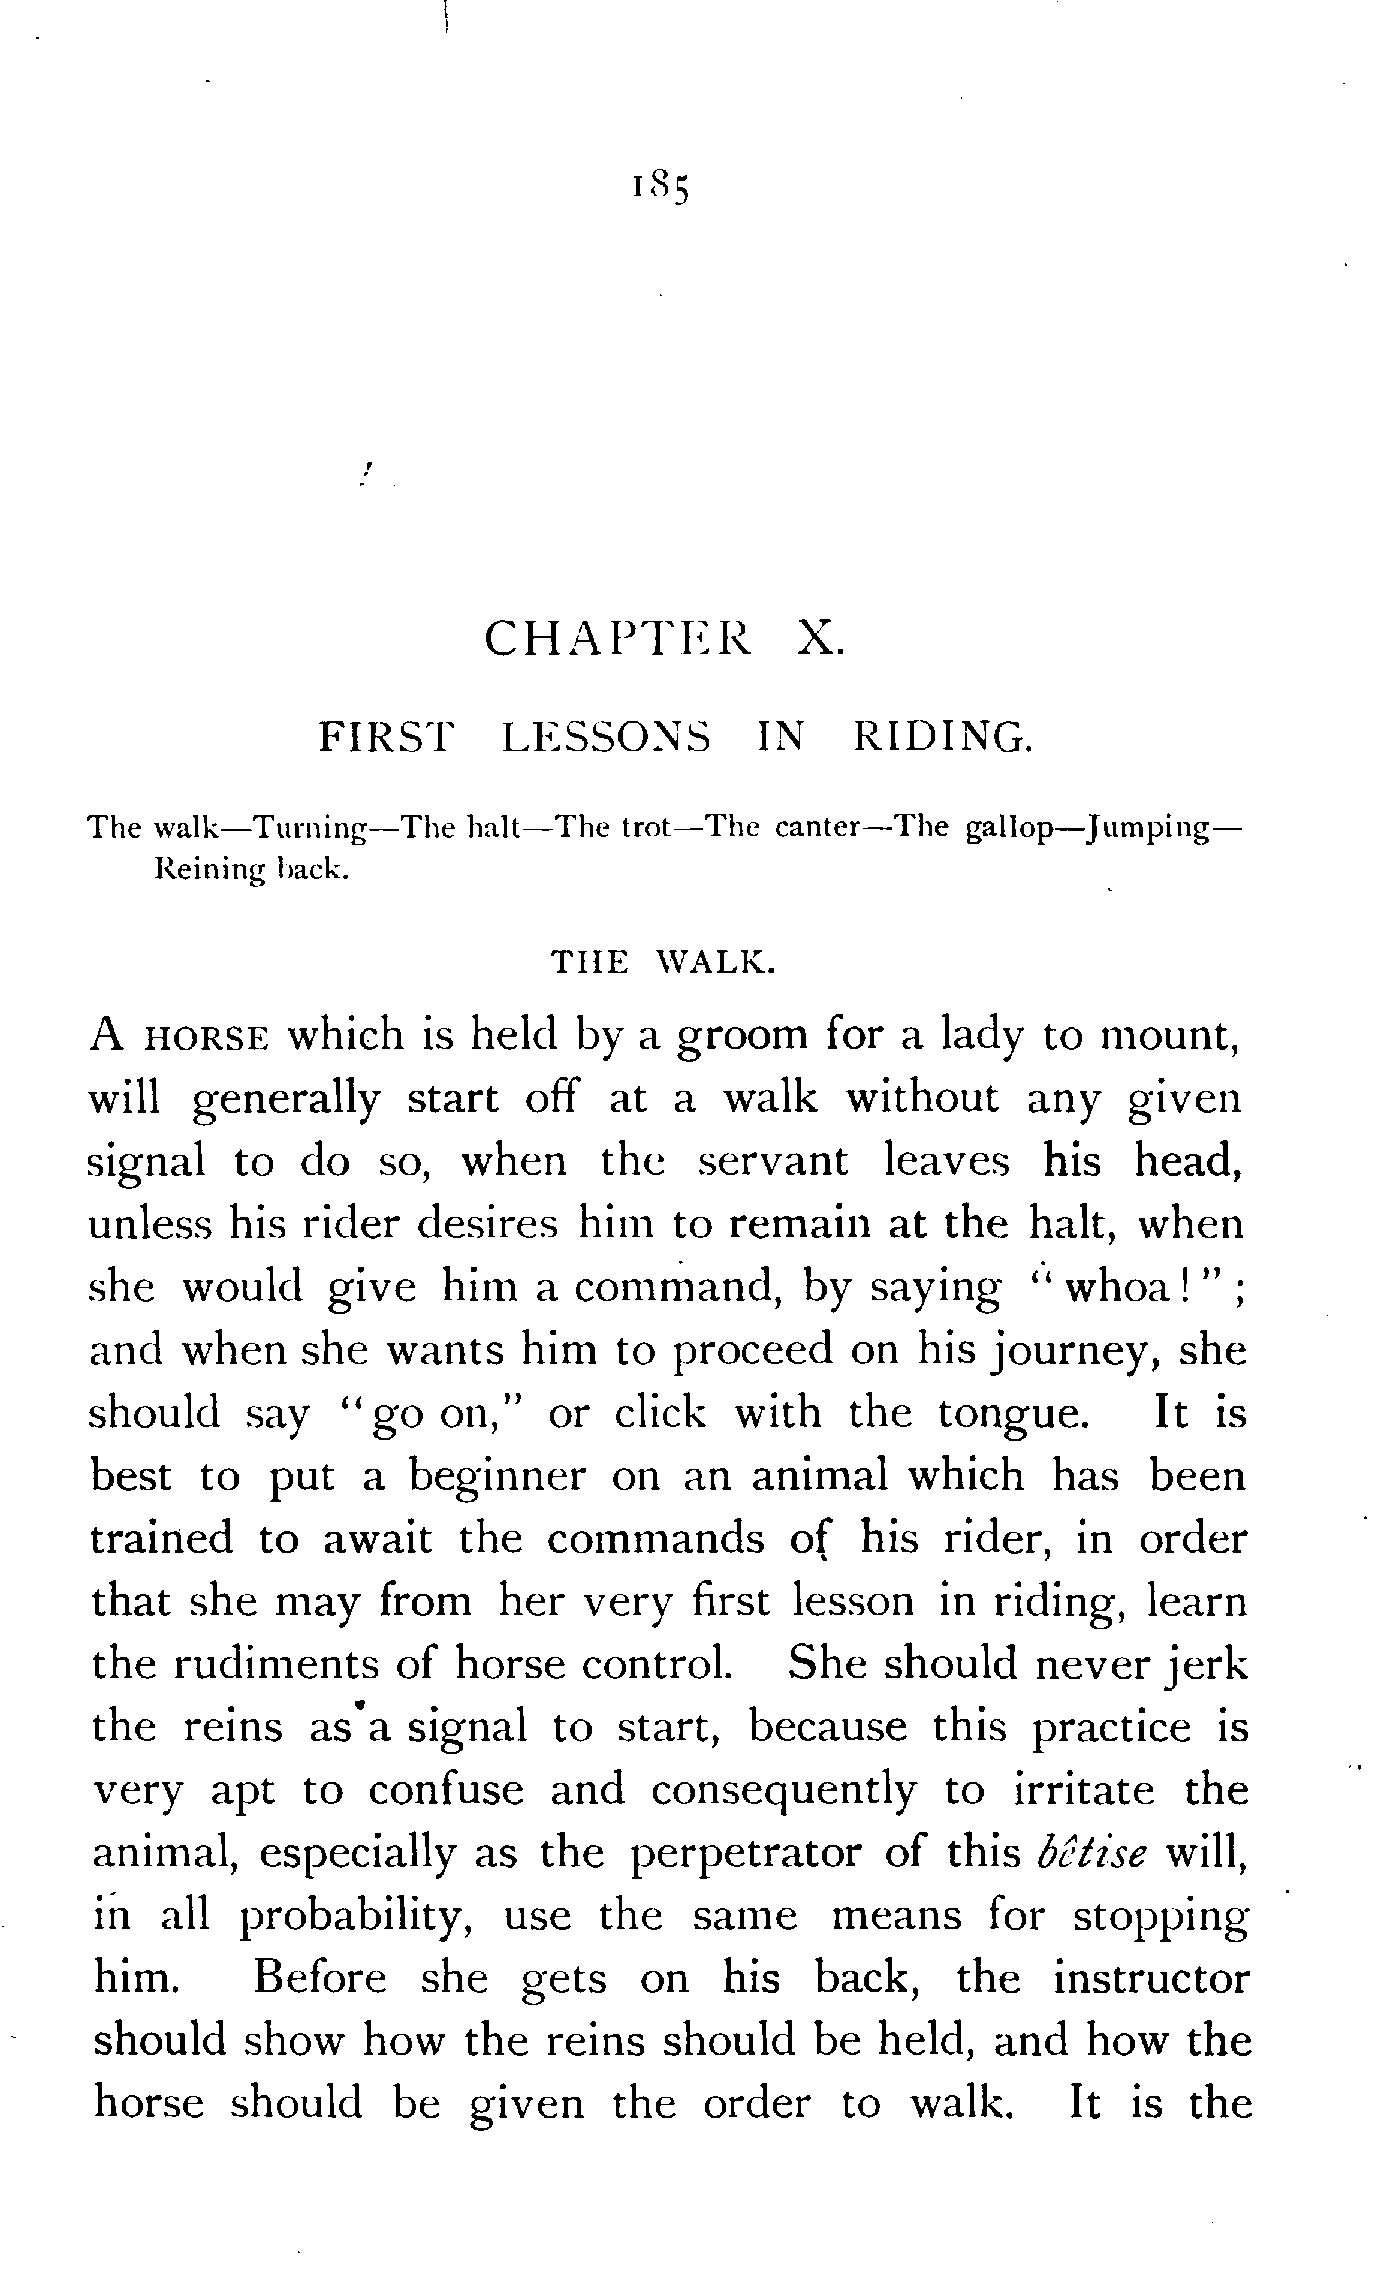 185
CHAPTER X.
FIRST LESSONS IN RIDING.
The walk—Turning—The halt—The trot—The canter—The gallop—Jumping—
Reining back.
THE WALK.
A HORSE which is held by a groom for a lady to mount,
will generally start off at a walk without any given
signal to do so, when the servant leaves his head,
unless his rider desires him to remain at the halt, when
she would give him a command, by saying “whoa!”;
and when she wants him to proceed on his journey, she
should say “go on,” or click with the tongue. It is
best to put a beginner on an animal which has been
trained to await the commands of his rider, in order
that she may from her very first lesson in riding, learn
the rudiments of horse control. She should never jerk
the reins as a signal to start, because this practice is
very apt to confuse and consequently to irritate the
animal, especially as the perpetrator of this bêtise will,
in all probability, use the same means for stopping
him. Before she gets on his back, the instructor
should show how the reins should be held, and how the
horse should be given the order to walk. It is the